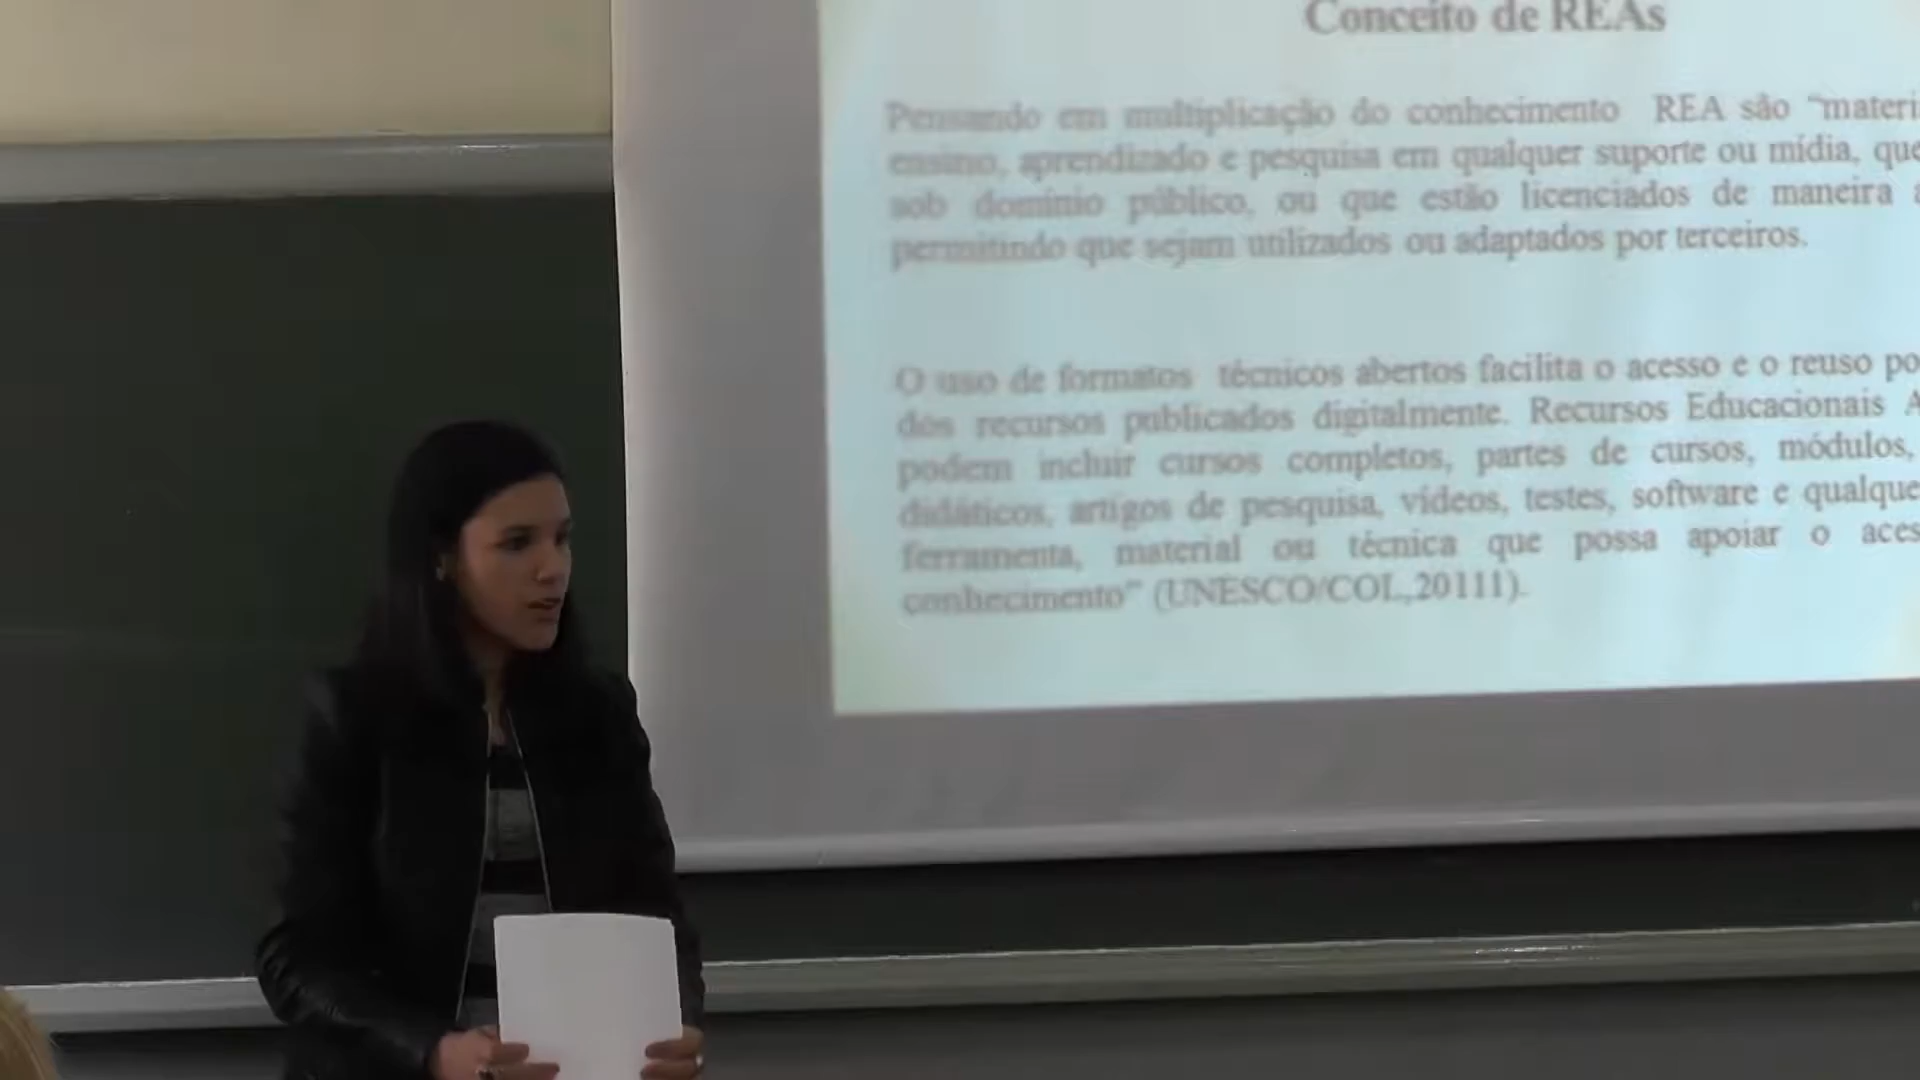 Conceito de REAs
Pensando em multiplicação do conhecimento REA são “materi
ensino, aprendizado e pesquisa em qualquer suporte ou mídia, que
sob domínio público, ou que estão licenciados de maneira a
permitindo que sejam utilizados ou adaptados por terceiros.
O uso de formatos técnicos abertos facilita o acesso e o reuso po
dos recursos publicados digitalmente. Recursos Educacionais A
podem incluir cursos completos, partes de cursos, módulos,
didáticos, artigos de pesquisa, vídeos, testes, software e qualque
ferramenta, material ou técnica que possa apoiar o aces
conhecimento” (UNESCO/COL,20111).